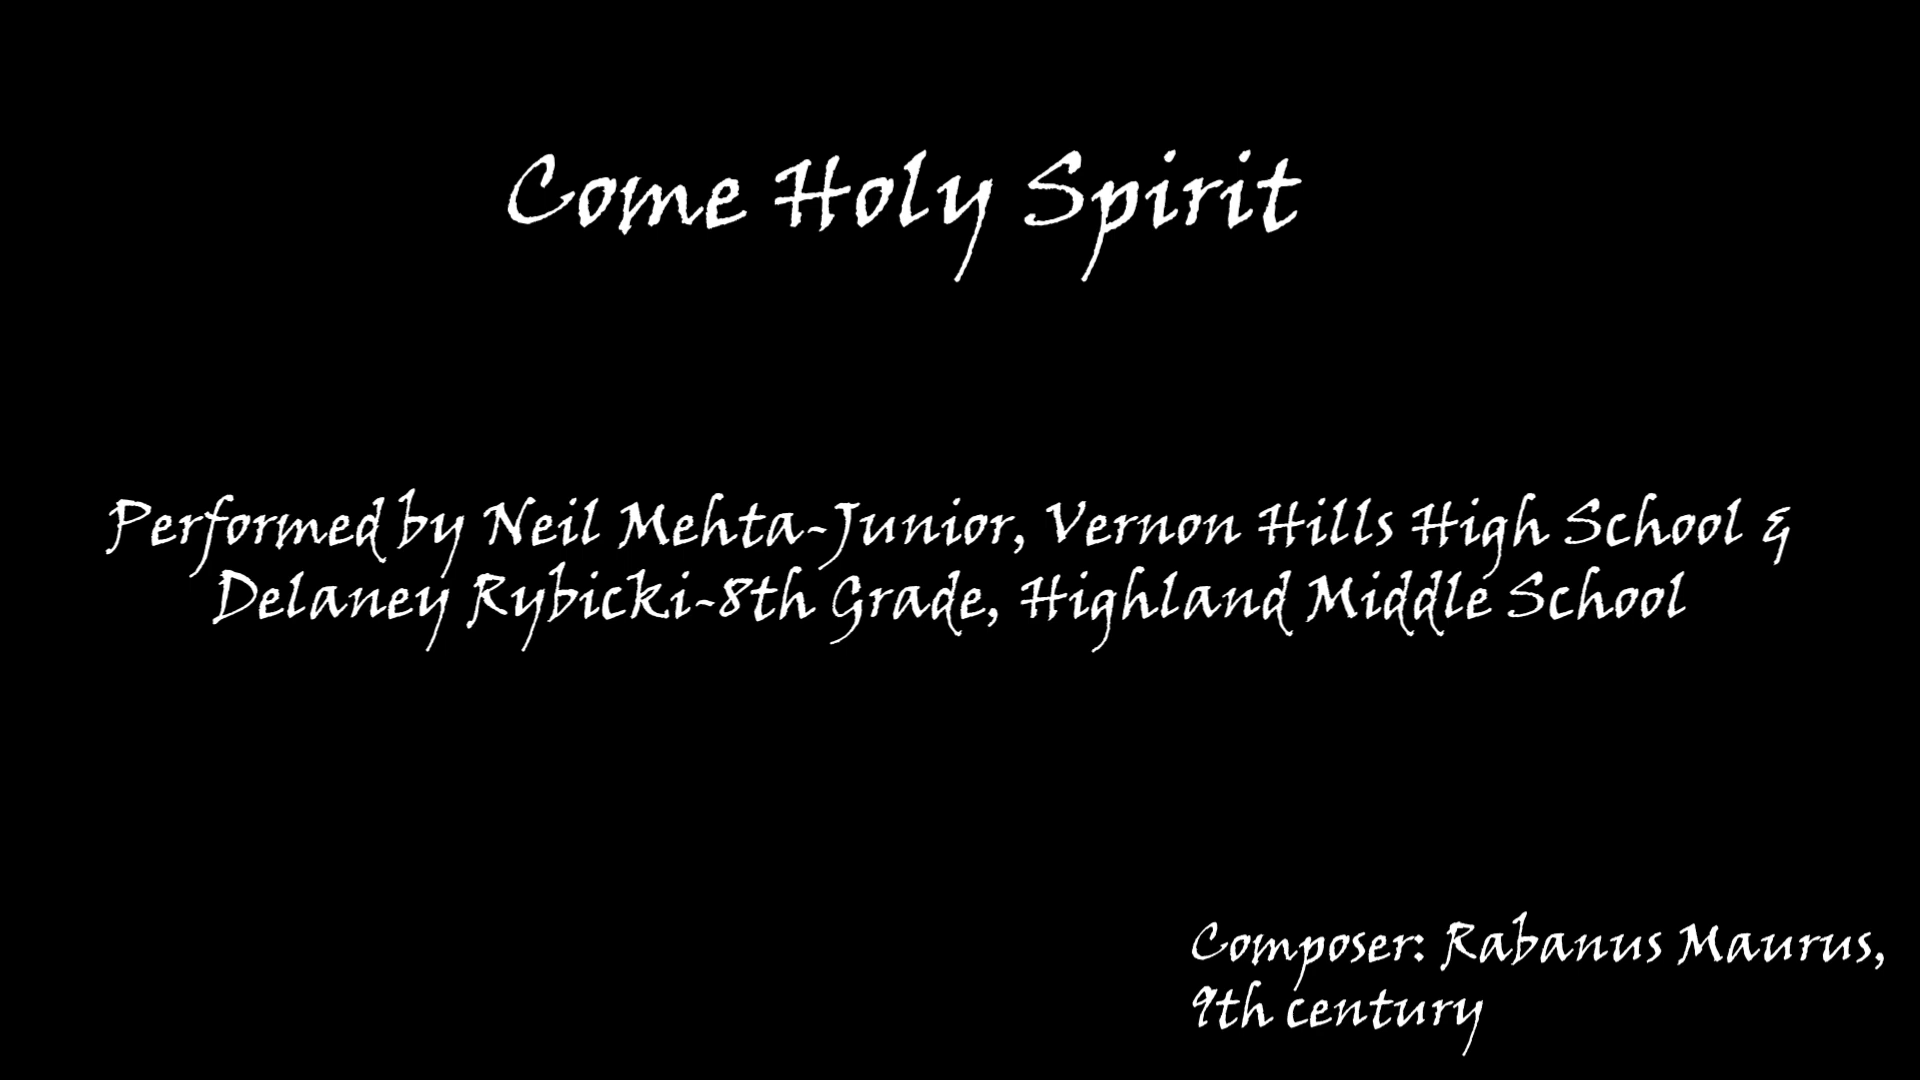 Come Holy Spirit
Performed by Neil Mehta-Junior, Vernon Hills High School &
Delaney Rybicki-8th Grade, Highland Middle School
Composer: Rabanus Maurus,
9th century